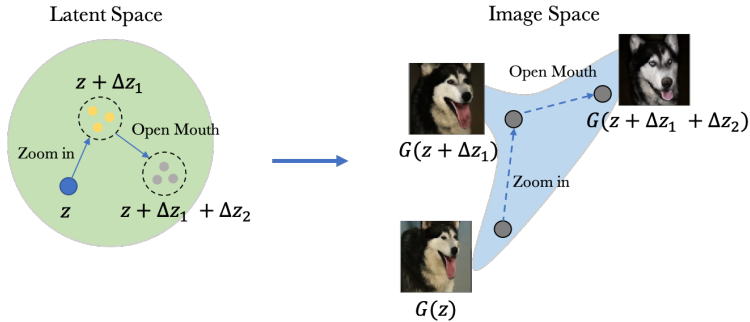 Latent Space
z + Δz₁
Open Mouth
Zoom in
z
z + Δz₁ + Δz₂
Image Space
Open Mouth
G(z + Δz₁)
G(z + Δz₁ + Δz₂)
Zoom in
G(z)